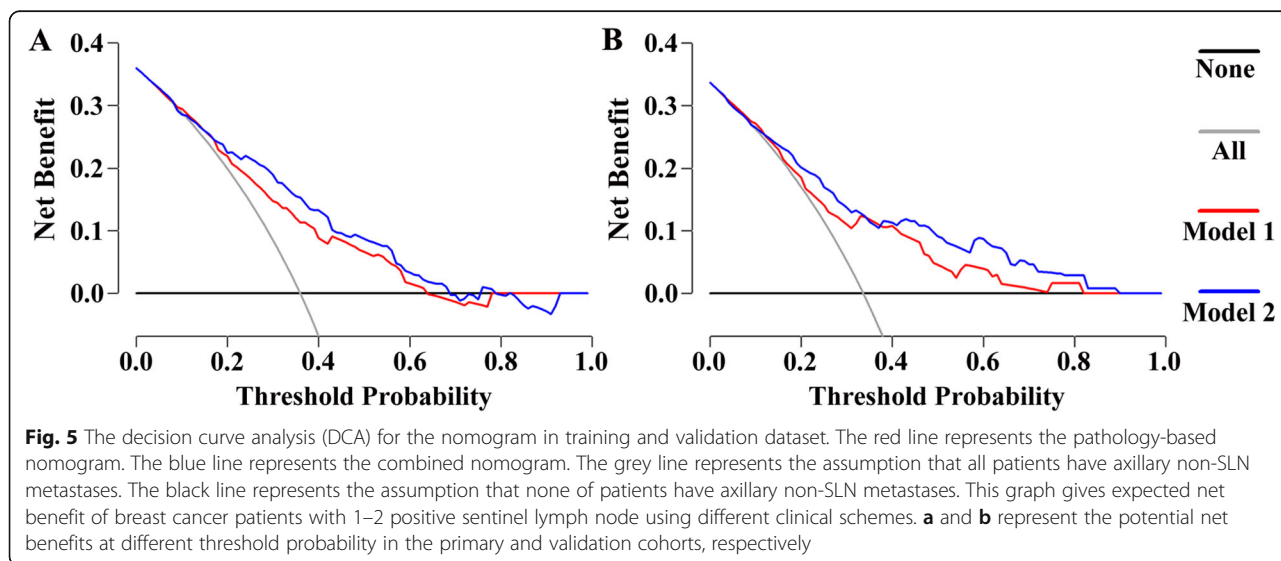 A
0.4
0.3
0.2
0.1
0.0
Net Benefit
0.0 0.2 0.4 0.6 0.8 1.0
Threshold Probability
B
0.4
0.3
0.2
0.1
0.0
Net Benefit
0.0 0.2 0.4 0.6 0.8 1.0
Threshold Probability
None
All
Model 1
Model 2
Fig. 5 The decision curve analysis (DCA) for the nomogram in training and validation dataset. The red line represents the pathology-based
nomogram. The blue line represents the combined nomogram. The grey line represents the assumption that all patients have axillary non-SLN
metastases. The black line represents the assumption that none of patients have axillary non-SLN metastases. This graph gives expected net
benefit of breast cancer patients with 1–2 positive sentinel lymph node using different clinical schemes. a and b represent the potential net
benefits at different threshold probability in the primary and validation cohorts, respectively